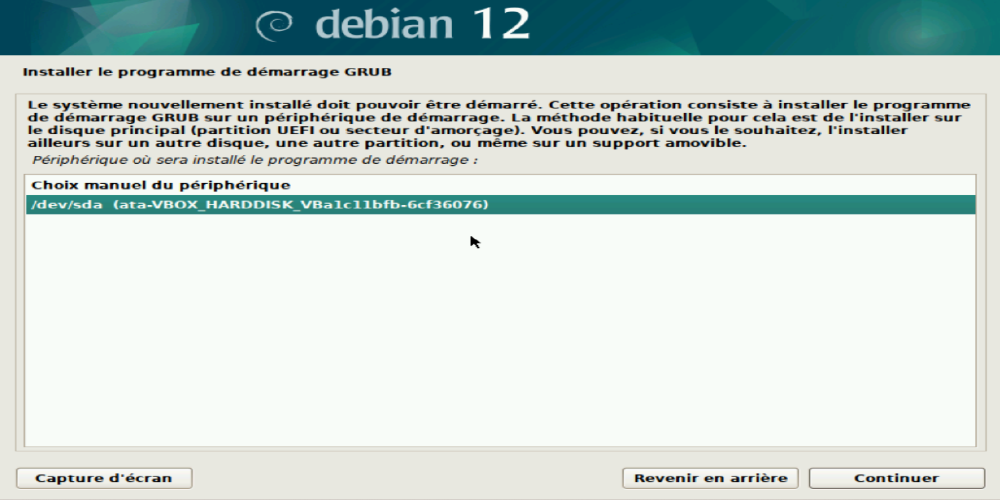 debian 12
Installer le programme de démarrage GRUB
Le système nouvellement installé doit pouvoir être démarré. Cette opération consiste à installer le programme
de démarrage GRUB sur un périphérique de démarrage. La méthode habituelle pour cela est de l'installer sur
le disque principal (partition UEFI ou secteur d'amorçage). Vous pouvez, si vous le souhaitez, l'installer
ailleurs sur un autre disque, une autre partition, ou même sur un support amovible.
Périphérique où sera installé le programme de démarrage :
Choix manuel du périphérique
/dev/sda  (ata-VBOX_HARDDISK_VBa1c11bfb-6cf36076)
Capture d'écran
Revenir en arrière
Continuer